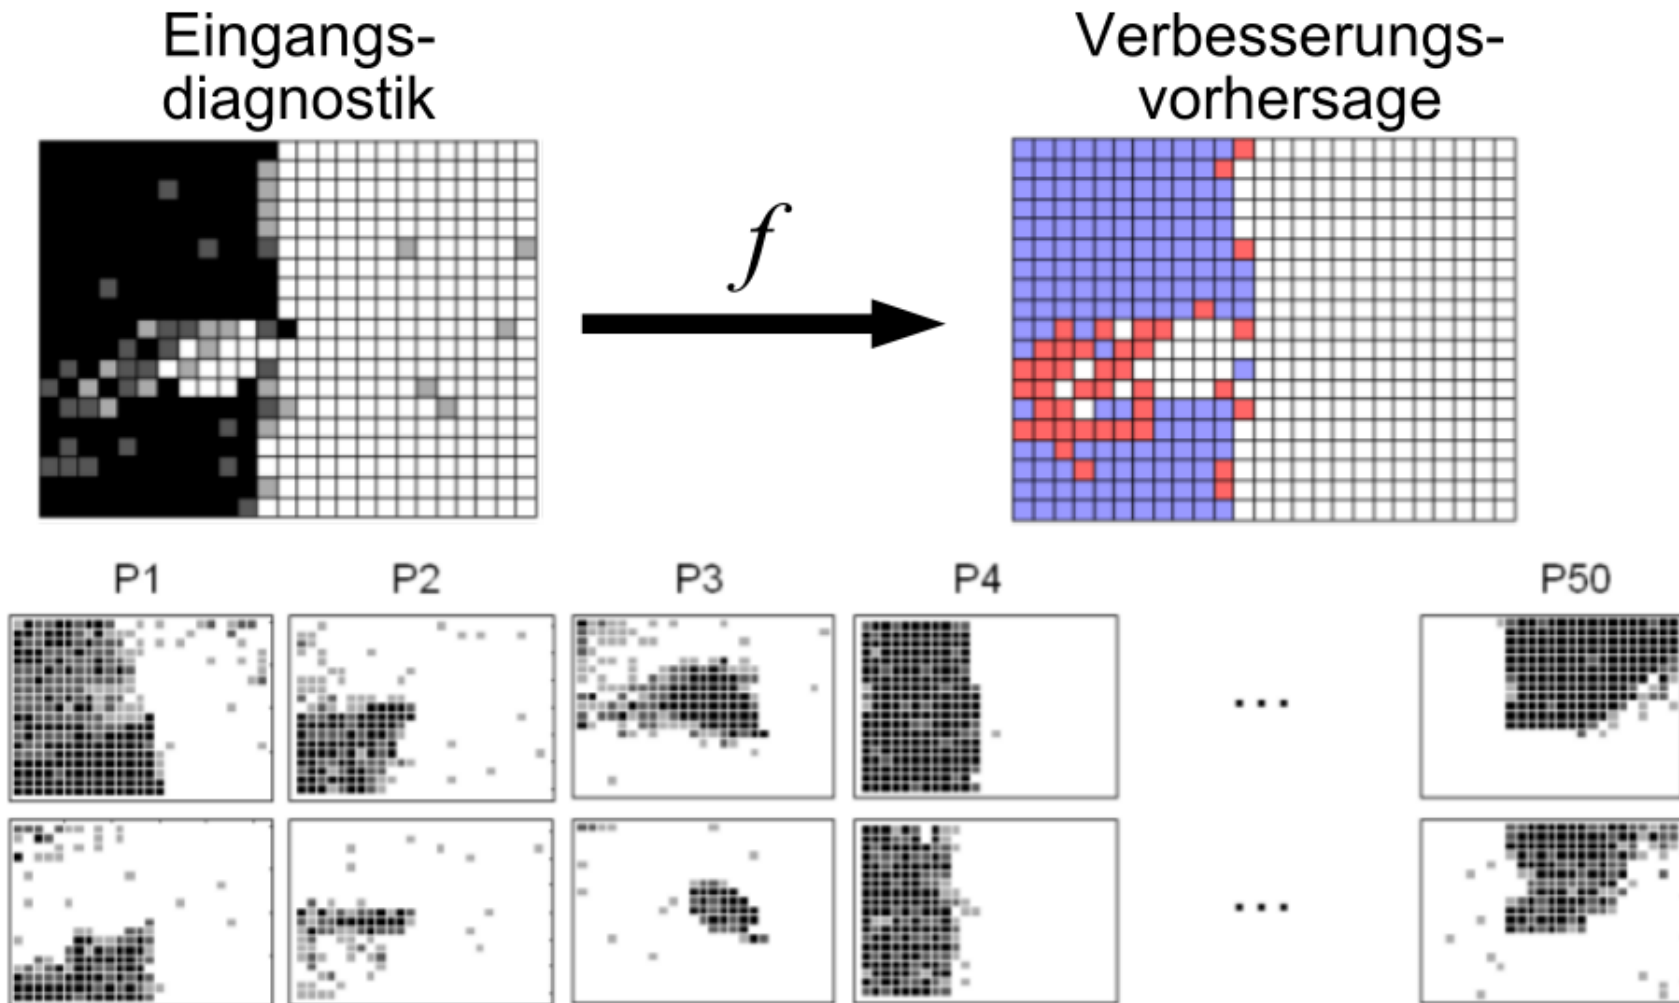 Eingangs-
diagnostik
Verbesserungs-
vorhersage
f
P1 P2 P3 P4 ... P50
...